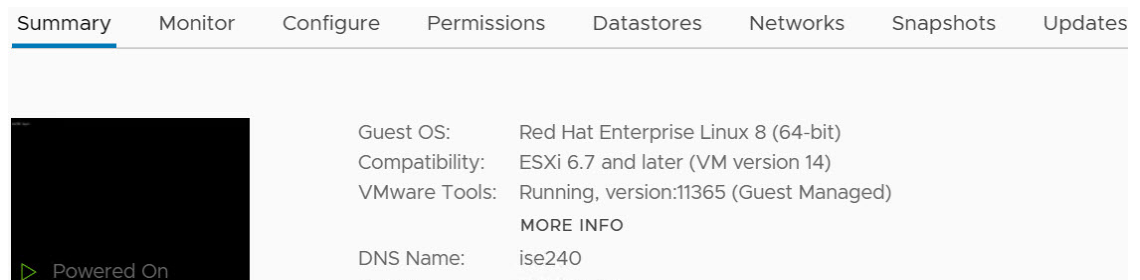 Summary Monitor Configure Permissions Datastores Networks Snapshots Updates
Guest OS: Red Hat Enterprise Linux 8 (64-bit)
Compatibility: ESXi 6.7 and later (VM version 14)
VMware Tools: Running, version:11365 (Guest Managed)
MORE INFO
DNS Name: ise240
Powered On